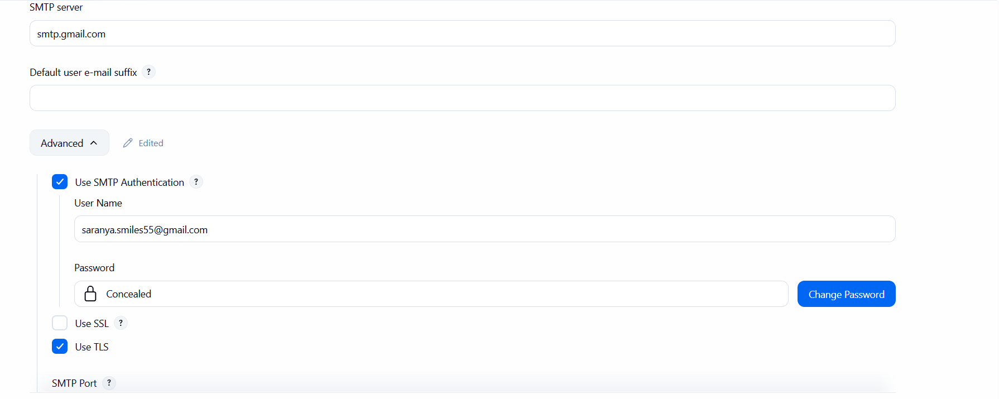 SMTP server
smtp.gmail.com
Default user e-mail suffix ?
Advanced Edited
Use SMTP Authentication ?
User Name
saranya.smiles55@gmail.com
Password
Concealed Change Password
Use SSL ?
Use TLS
SMTP Port ?